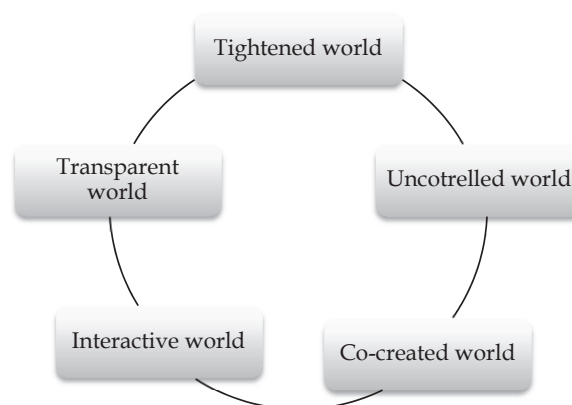 Tightened world
Transparent
world
Uncotrelled world
Interactive world
Co-created world